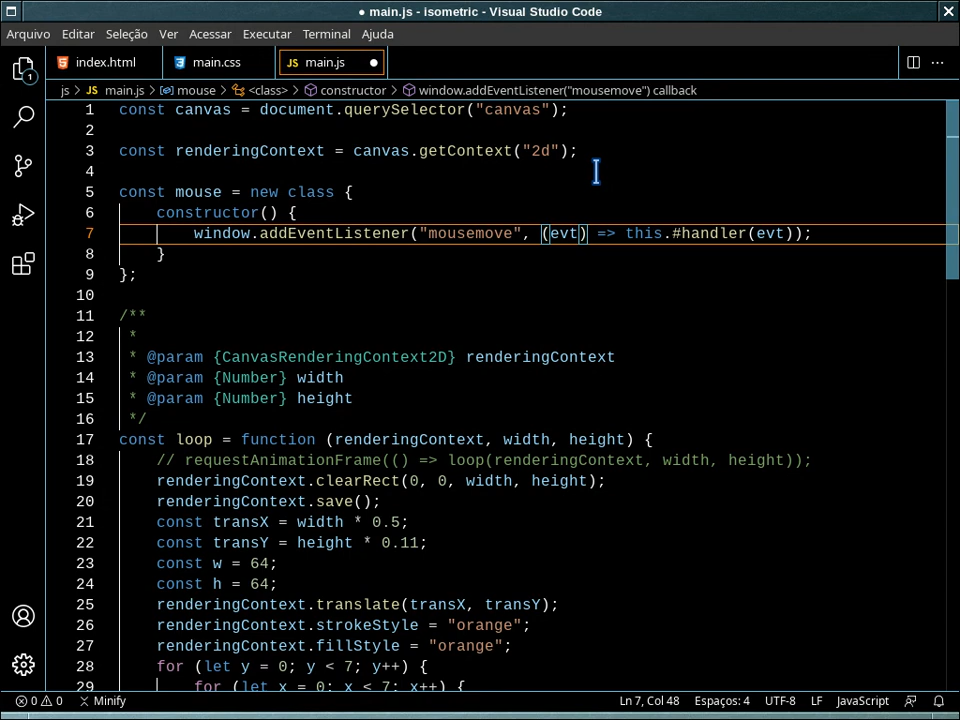 ● main.js - isometric - Visual Studio Code
Arquivo Editar Seleção Ver Acessar Executar Terminal Ajuda
index.html main.css JS main.js ●
js > JS main.js > mouse > <class> > constructor > window.addEventListener("mousemove") callback
1 const canvas = document.querySelector("canvas");
2
3 const renderingContext = canvas.getContext("2d");
4
5 const mouse = new class {
6     constructor() {
7         window.addEventListener("mousemove", (evt) => this.#handler(evt));
8     }
9 };
10
11 /**
12  *
13  * @param {CanvasRenderingContext2D} renderingContext
14  * @param {Number} width
15  * @param {Number} height
16  */
17 const loop = function (renderingContext, width, height) {
18     // requestAnimationFrame(() => loop(renderingContext, width, height));
19     renderingContext.clearRect(0, 0, width, height);
20     renderingContext.save();
21     const transX = width * 0.5;
22     const transY = height * 0.11;
23     const w = 64;
24     const h = 64;
25     renderingContext.translate(transX, transY);
26     renderingContext.strokeStyle = "orange";
27     renderingContext.fillStyle = "orange";
28     for (let y = 0; y < 7; y++) {
29         for (let x = 0; x < 7; x++) {
1
0 0 Minify Ln 7, Col 48 Espaços: 4 UTF-8 LF JavaScript